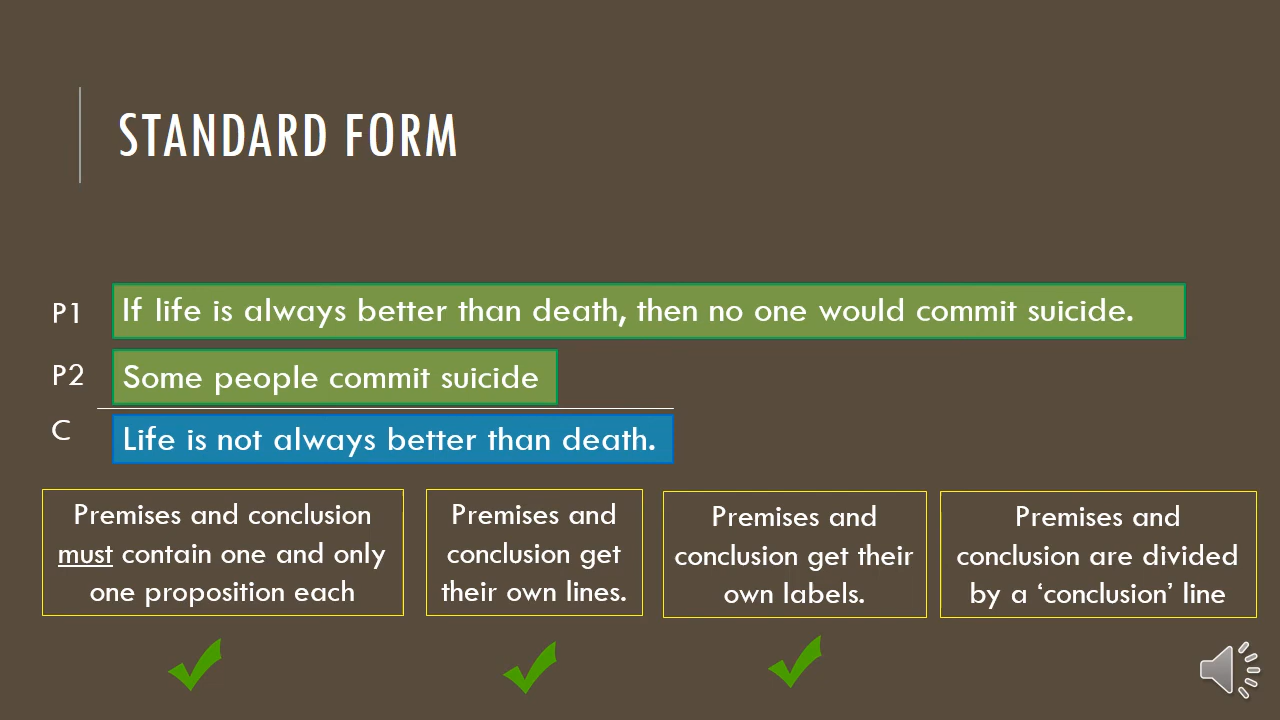 STANDARD FORM
P1 If life is always better than death, then no one would commit suicide.
P2 Some people commit suicide
C Life is not always better than death.
Premises and conclusion
must contain one and only
one proposition each
Premises and
conclusion get
their own lines.
Premises and
conclusion get their
own labels.
Premises and
conclusion are divided
by a ‘conclusion’ line